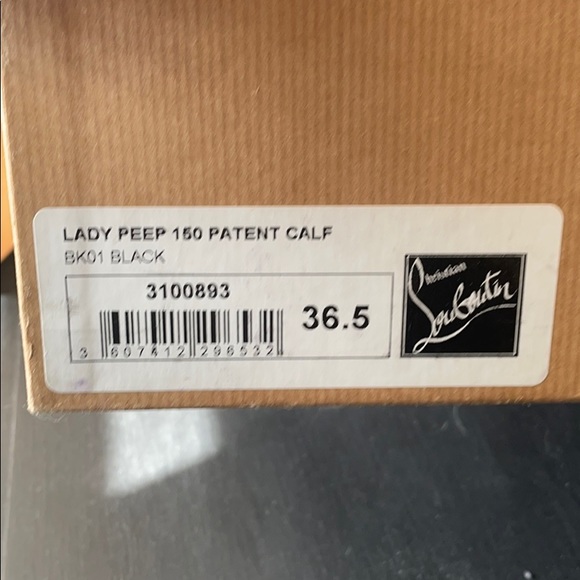 LADY PEEP 150 PATENT CALF
BK01 BLACK
3100893
36.5
3 607412 296532
Christian
Louboutin